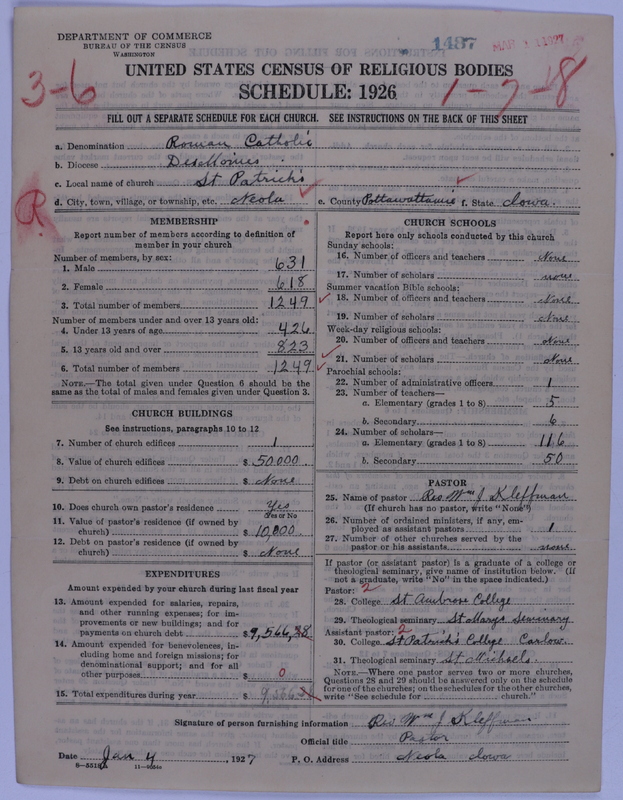 DEPARTMENT OF COMMERCE
BUREAU OF THE CENSUS
WASHINGTON
1487
3-6
1-7-8
UNITED STATES CENSUS OF RELIGIOUS BODIES
SCHEDULE: 1926
FILL OUT A SEPARATE SCHEDULE FOR EACH CHURCH. SEE INSTRUCTIONS ON THE BACK OF THIS SHEET
a. Denomination Roman Catholic
b. Diocese DesMoines
c. Local name of church St Patrick's
d. City, town, village, or township, etc. Neola e. County Pottawattamie f. State Iowa.
R
MEMBERSHIP
Report number of members according to definition of
member in your church
Number of members, by sex:
1. Male 631
2. Female 618
3. Total number of members 1249
Number of members under and over 13 years old:
4. Under 13 years of age 426
5. 13 years old and over 823
6. Total number of members 1249
NOTE.—The total given under Question 6 should be
same as the total of males and females given under Question 3.
CHURCH BUILDINGS
See instructions, paragraphs 10 to 12
7. Number of church edifices 1
8. Value of church edifices $ 50.000
9. Debt on church edifices $ None
10. Does church own pastor's residence Yes
(Yes or No)
11. Value of pastor's residence (if owned by
church) $ 10,000
12. Debt on pastor's residence (if owned by
church) $ None
EXPENDITURES
Amount expended by your church during last fiscal year
13. Amount expended for salaries, repairs,
and other running expenses; for im-
provements or new buildings; and for
payments on church debt $ 9,566,38
14. Amount expended for benevolences, in-
cluding home and foreign missions; for
denominational support; and for all
other purposes $ 0
15. Total expenditures during year $
CHURCH SCHOOLS
Report here only schools conducted by this church
Sunday schools:
16. Number of officers and teachers None
17. Number of scholars none
Summer vacation Bible schools:
18. Number of officers and teachers None
19. Number of scholars None
Week-day religious schools:
20. Number of officers and teachers None
21. Number of scholars None
Parochial schools:
22. Number of administrative officers 1
23. Number of teachers—
a. Elementary (grades 1 to 8) 5
b. Secondary 6
24. Number of scholars—
a. Elementary (grades 1 to 8) 116
b. Secondary 50
PASTOR
25. Name of pastor Rev. Wm J Kleffman
(If church has no pastor, write "None")
26. Number of ordained ministers, if any, em-
ployed as assistant pastors 1
27. Number of other churches served by the
pastor or his assistants none
If pastor (or assistant pastor) is a graduate of a college or
theological seminary, give name of institution below. (If
not a graduate, write "No" in the space indicated.)
Pastor: 2
28. College St Ambrose College
29. Theological seminary St Marys Seminary
Assistant pastor: 2
30. College St Patrick's College Carlow
31. Theological seminary St Michaels.
NOTE.—Where one pastor serves two or more churches,
Questions 28 and 29 should be answered only on the schedule
for one of the churches; on the schedules for the other churches,
write "See schedule for church."
Signature of person furnishing information Rev. Wm J Kleffman
Official title Pastor
Date Jan 4, 1927 P. O. Address Neola Iowa